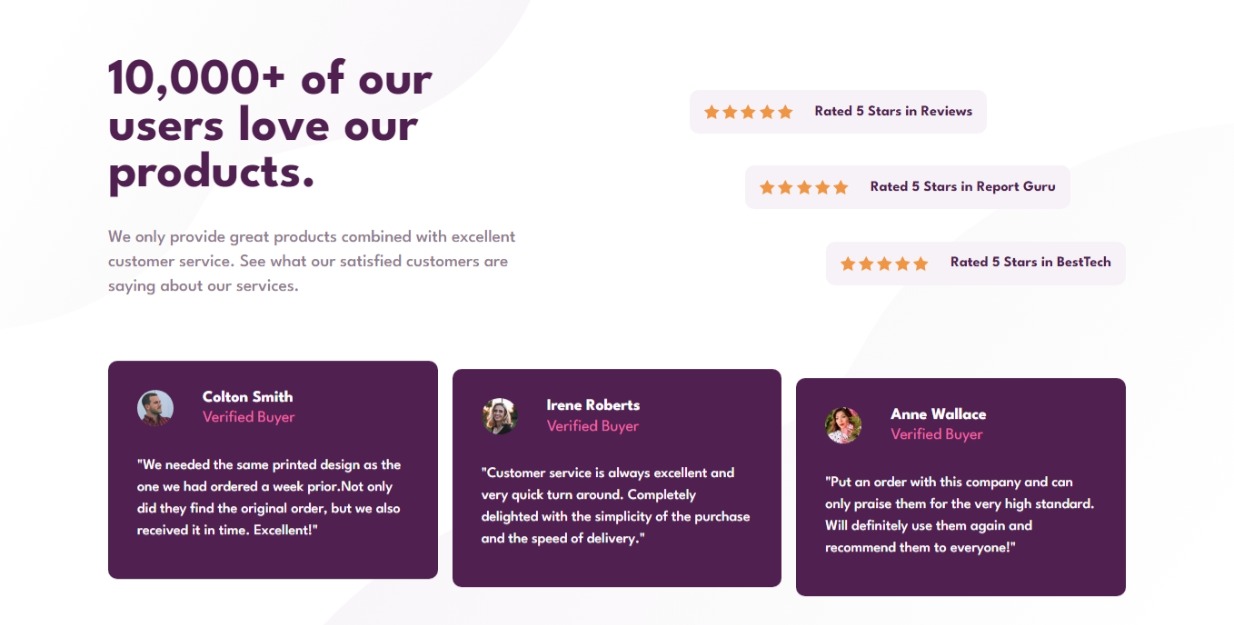 10,000+ of our
users love our
products.
We only provide great products combined with excellent
customer service. See what our satisfied customers are
saying about our services.
Rated 5 Stars in Reviews
Rated 5 Stars in Report Guru
Rated 5 Stars in BestTech
Colton Smith
Verified Buyer
"We needed the same printed design as the
one we had ordered a week prior.Not only
did they find the original order, but we also
received it in time. Excellent!"
Irene Roberts
Verified Buyer
"Customer service is always excellent and
very quick turn around. Completely
delighted with the simplicity of the purchase
and the speed of delivery."
Anne Wallace
Verified Buyer
"Put an order with this company and can
only praise them for the very high standard.
Will definitely use them again and
recommend them to everyone!"